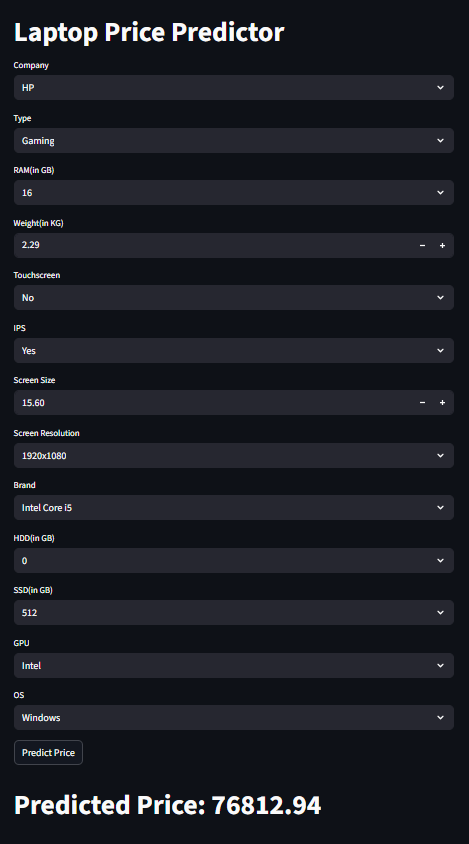 Laptop Price Predictor
Company
HP
Type
Gaming
RAM(in GB)
16
Weight(in KG)
2.29
Touchscreen
No
IPS
Yes
Screen Size
15.60
Screen Resolution
1920x1080
Brand
Intel Core i5
HDD(in GB)
0
SSD(in GB)
512
GPU
Intel
OS
Windows
Predict Price
Predicted Price: 76812.94